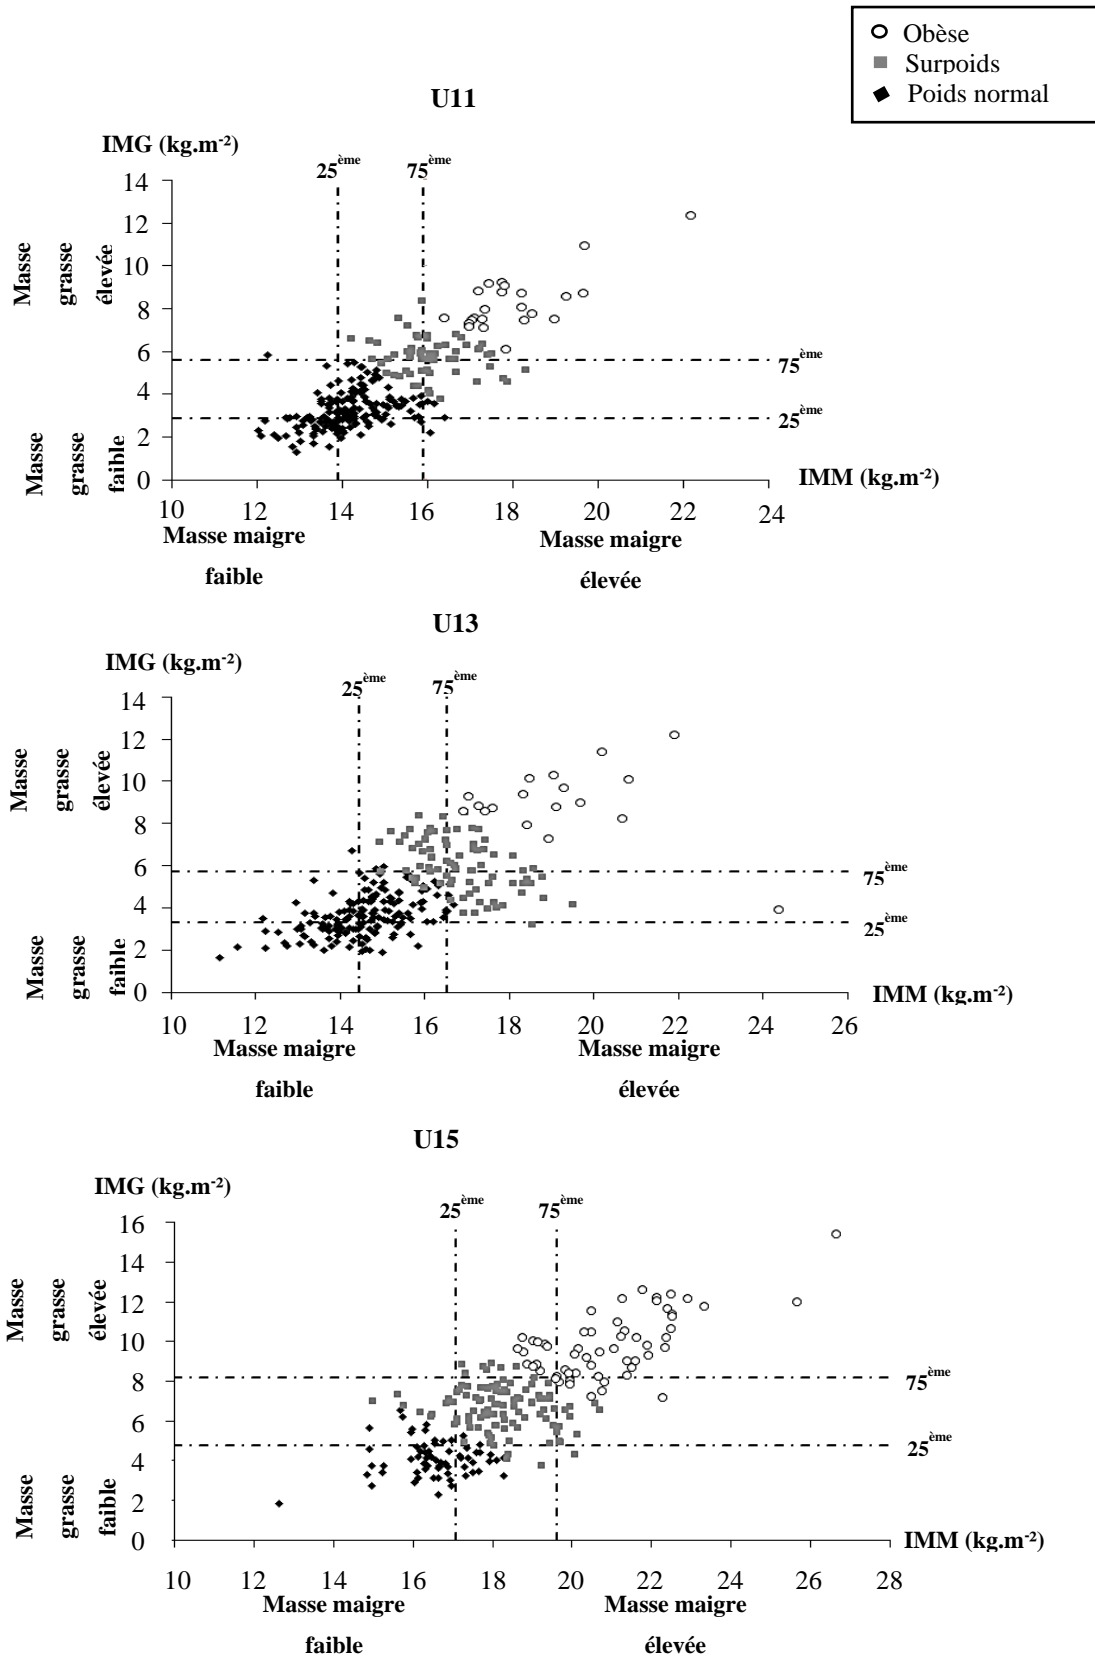 Obèse
Surpoids
Poids normal
U11
IMG (kg.m-2)
25ème
75ème
14
12
10
8
6
4
2
0
Masse
grasse
élevée
Masse
grasse
faible
75ème
25ème
IMM (kg.m-2)
10 12 14 16 18 20 22 24
Masse maigre
faible
Masse maigre
élevée
U13
IMG (kg.m-2)
25ème
75ème
14
12
10
8
6
4
2
0
Masse
grasse
élevée
Masse
grasse
faible
75ème
25ème
IMM (kg.m-2)
10 12 14 16 18 20 22 24 26
Masse maigre
faible
Masse maigre
élevée
U15
IMG (kg.m-2)
25ème
75ème
16
14
12
10
8
6
4
2
0
Masse
grasse
élevée
Masse
grasse
faible
75ème
25ème
IMM (kg.m-2)
10 12 14 16 18 20 22 24 26 28
Masse maigre
faible
Masse maigre
élevée